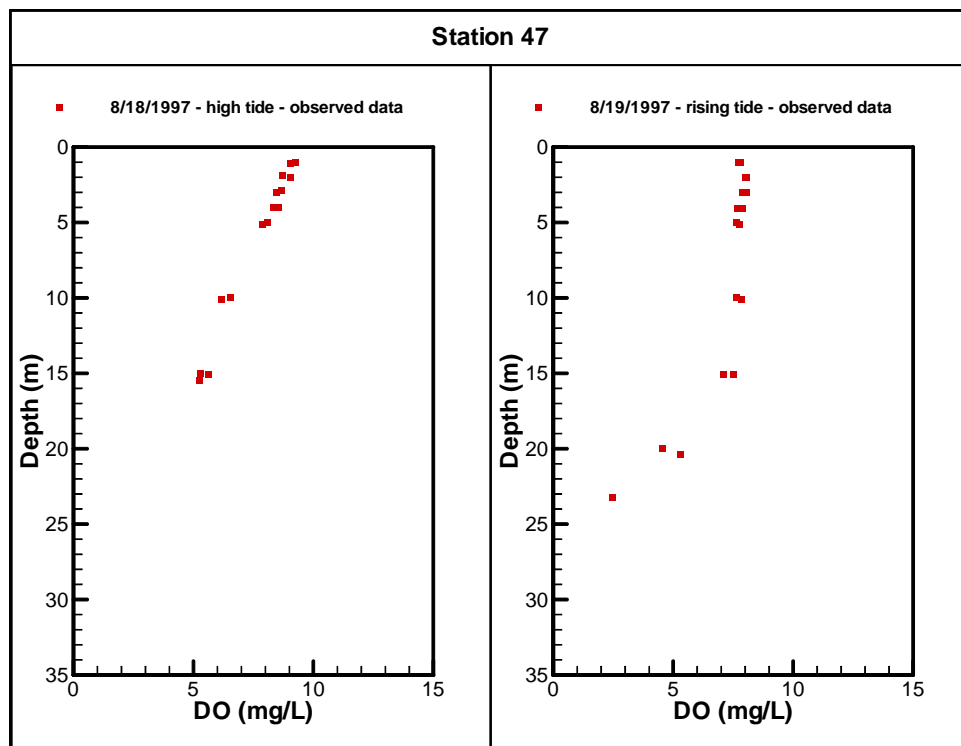 Station 47
8/18/1997 - high tide - observed data
0
5
10
15
20
25
30
35
Depth (m)
0 5 10 15
DO (mg/L)
8/19/1997 - rising tide - observed data
0
5
10
15
20
25
30
35
Depth (m)
0 5 10 15
DO (mg/L)